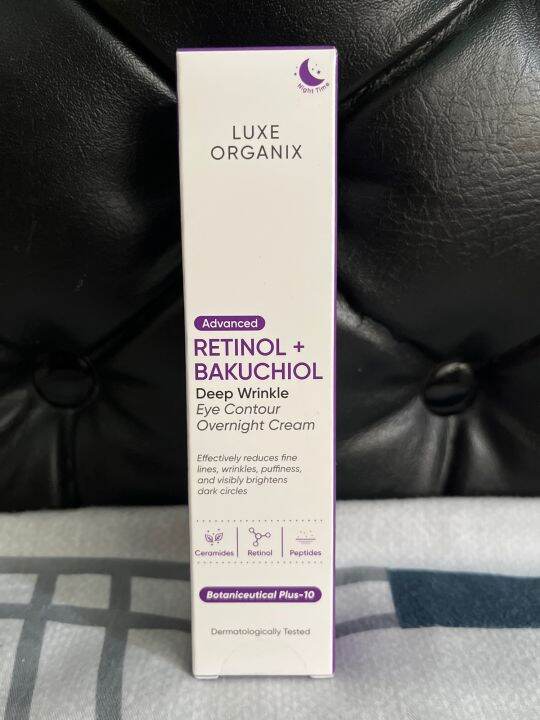 Night Time
LUXE
ORGANIX
Advanced
RETINOL +
BAKUCHIOL
Deep Wrinkle
Eye Contour
Overnight Cream
Effectively reduces fine
lines, wrinkles, puffiness,
and visibly brightens
dark circles
Ceramides Retinol Peptides
Botaniceutical Plus-10
Dermatologically Tested